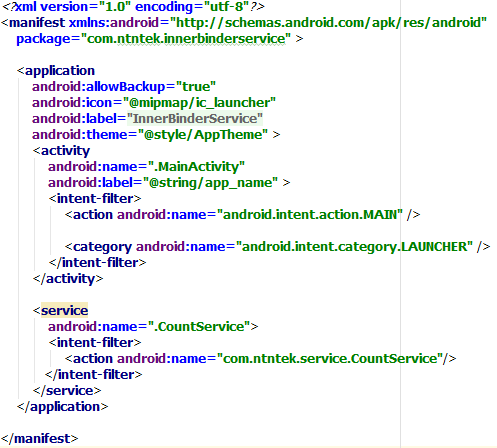 <?xml version="1.0" encoding="utf-8"?>
<manifest xmlns:android="http://schemas.android.com/apk/res/android"
    package="com.ntntek.innerbinderservice" >

    <application
        android:allowBackup="true"
        android:icon="@mipmap/ic_launcher"
        android:label="InnerBinderService"
        android:theme="@style/AppTheme" >
        <activity
            android:name=".MainActivity"
            android:label="@string/app_name" >
            <intent-filter>
                <action android:name="android.intent.action.MAIN" />

                <category android:name="android.intent.category.LAUNCHER" />
            </intent-filter>
        </activity>

        <service
            android:name=".CountService">
            <intent-filter>
                <action android:name="com.ntntek.service.CountService"/>
           </intent-filter>
        </service>
    </application>

</manifest>